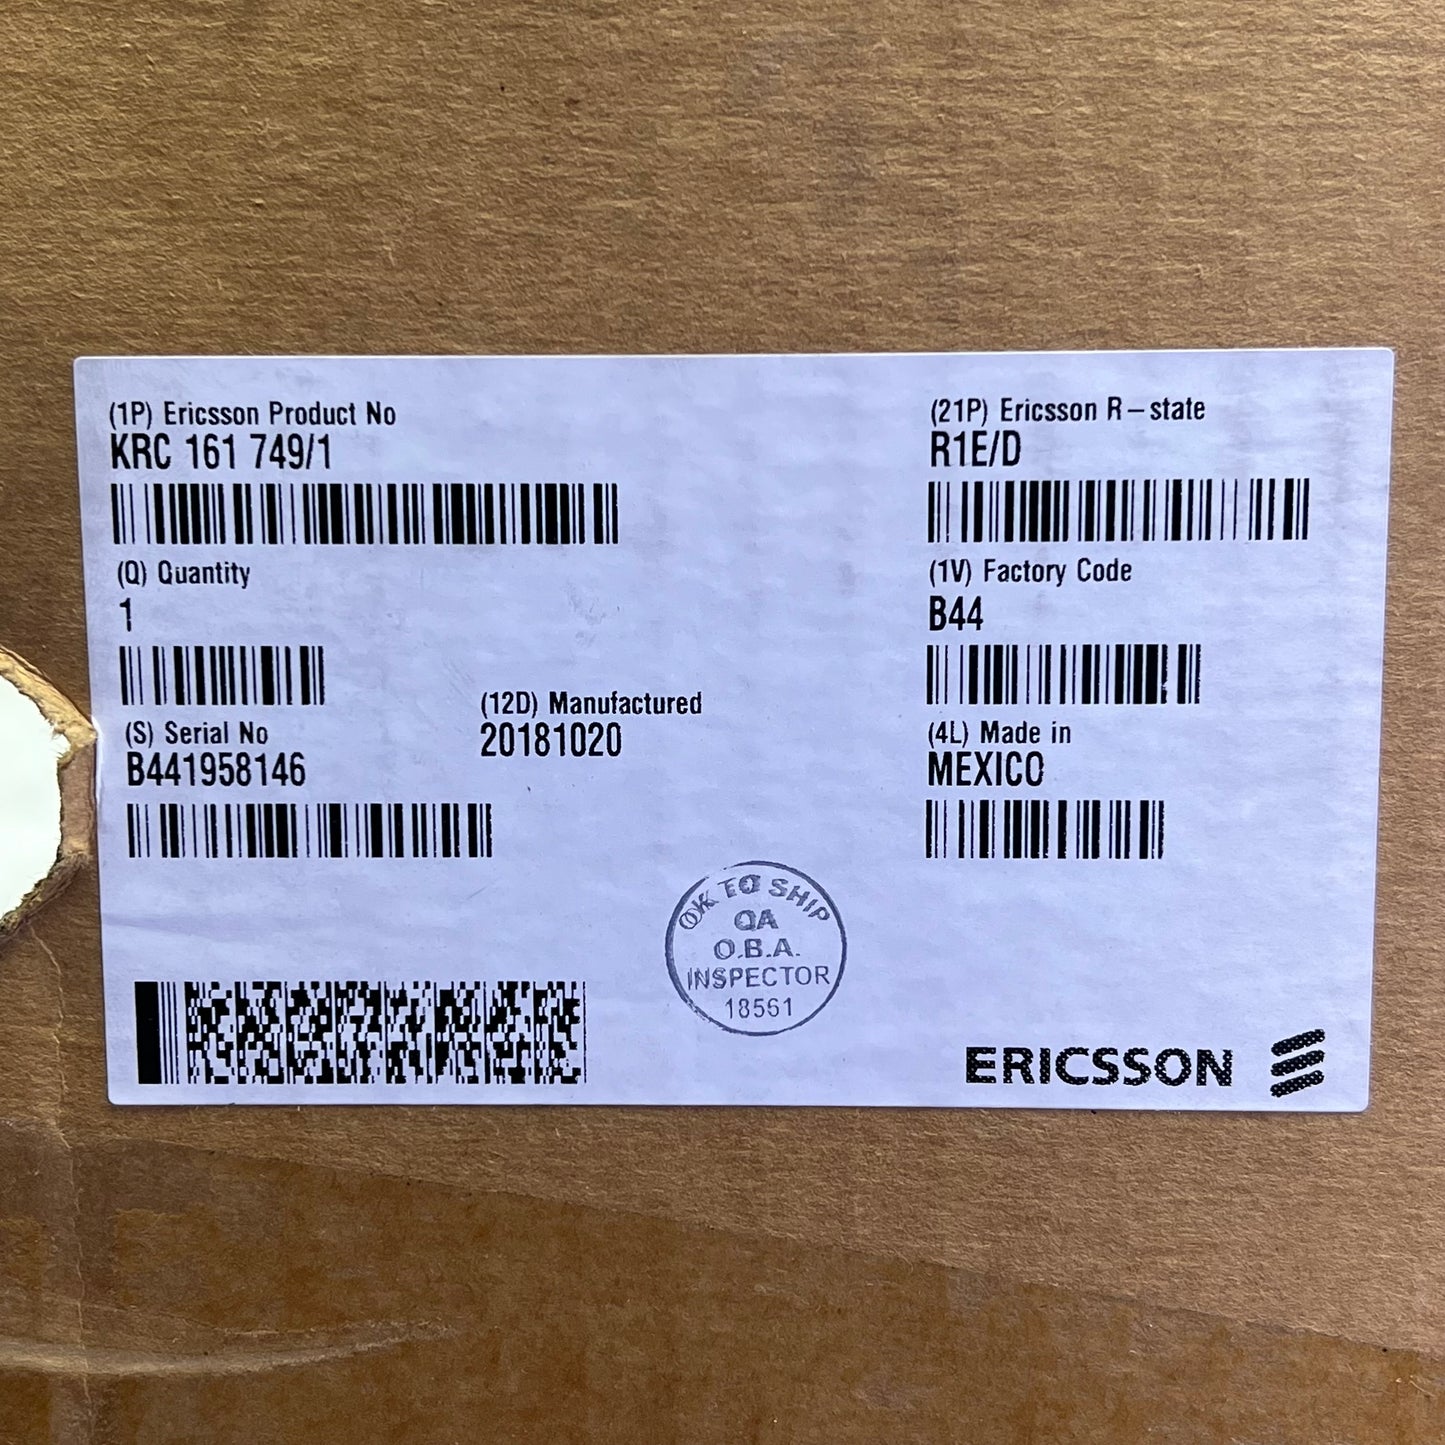 (1P) Ericsson Product No
KRC 161 749/1
(21P) Ericsson R-state
R1E/D
(Q) Quantity
1
(1V) Factory Code
B44
(S) Serial No
B441958146
(12D) Manufactured
20181020
(4L) Made in
MEXICO
OK TO SHIP
QA
O.B.A.
INSPECTOR
18561
ERICSSON